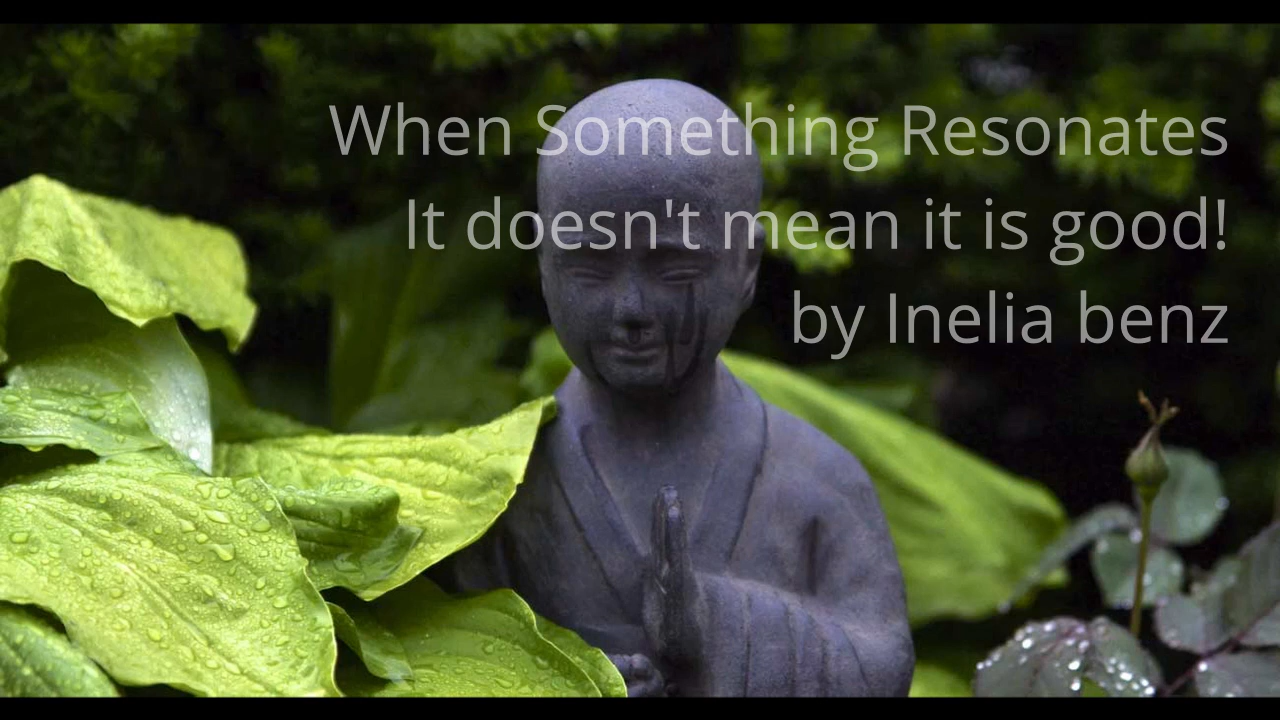 When Something Resonates
It doesn't mean it is good!
by Inelia benz